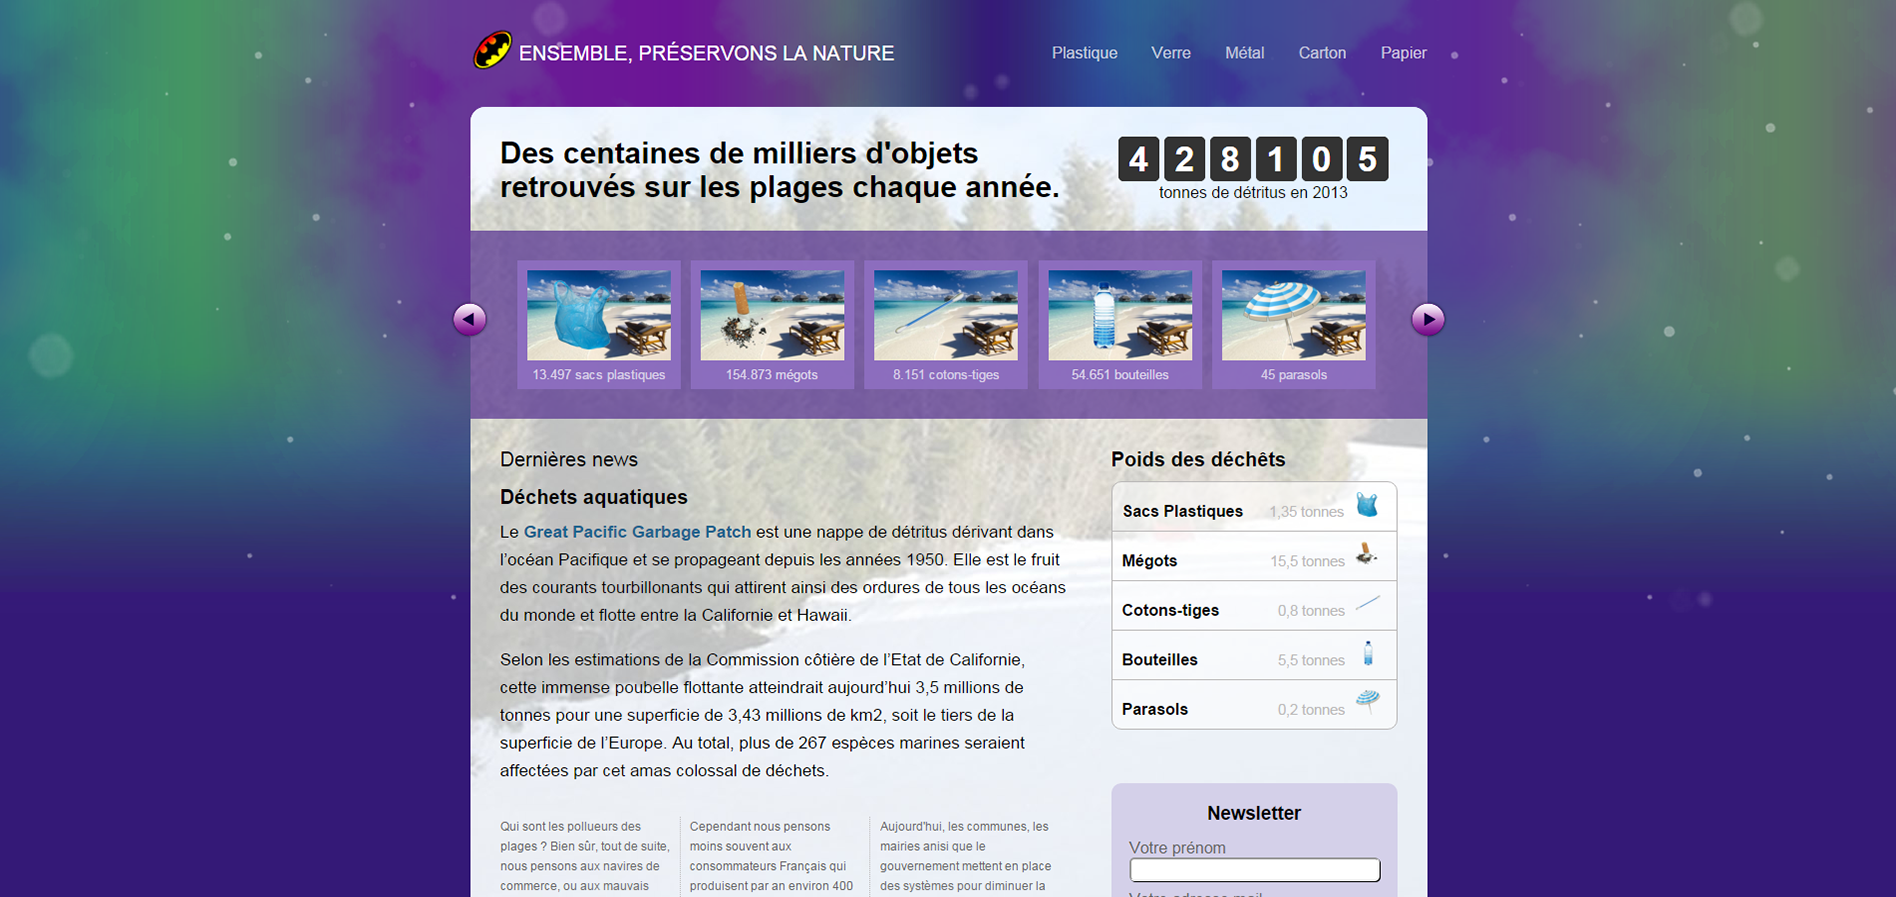 ENSEMBLE, PRÉSERVONS LA NATURE
Plastique Verre Métal Carton Papier
Des centaines de milliers d'objets
retrouvés sur les plages chaque année.
428105
tonnes de détritus en 2013
13.497 sacs plastiques
154.873 mégots
8.151 cotons-tiges
54.651 bouteilles
45 parasols
Dernières news
Déchets aquatiques
Le Great Pacific Garbage Patch est une nappe de détritus dérivant dans
l’océan Pacifique et se propageant depuis les années 1950. Elle est le fruit
des courants tourbillonants qui attirent ainsi des ordures de tous les océans
du monde et flotte entre la Californie et Hawaii.
Selon les estimations de la Commission côtière de l’Etat de Californie,
cette immense poubelle flottante atteindrait aujourd’hui 3,5 millions de
tonnes pour une superficie de 3,43 millions de km2, soit le tiers de la
superficie de l’Europe. Au total, plus de 267 espèces marines seraient
affectées par cet amas colossal de déchets.
Qui sont les pollueurs des
plages ? Bien sûr, tout de suite,
nous pensons aux navires de
commerce, ou aux mauvais
Cependant nous pensons
moins souvent aux
consommateurs Français qui
produisent par an environ 400
Aujourd'hui, les communes, les
mairies anisi que le
gouvernement mettent en place
des systèmes pour diminuer la
Poids des déchêts
Sacs Plastiques 1,35 tonnes
Mégots 15,5 tonnes
Cotons-tiges 0,8 tonnes
Bouteilles 5,5 tonnes
Parasols 0,2 tonnes
Newsletter
Votre prénom
Votre adresse mail